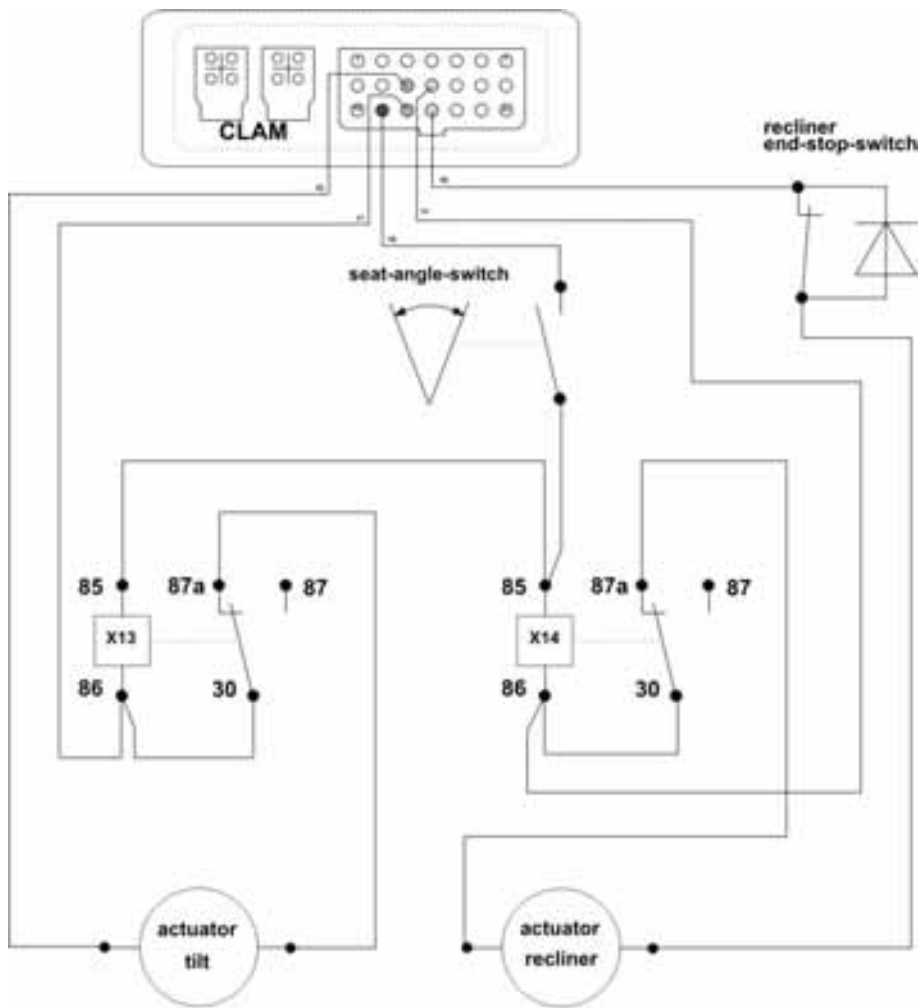 CLAM
recliner
end-stop-switch
seat-angle-switch
85
87a
87
X13
86
30
85
87a
87
X14
86
30
actuator
tilt
actuator
recliner